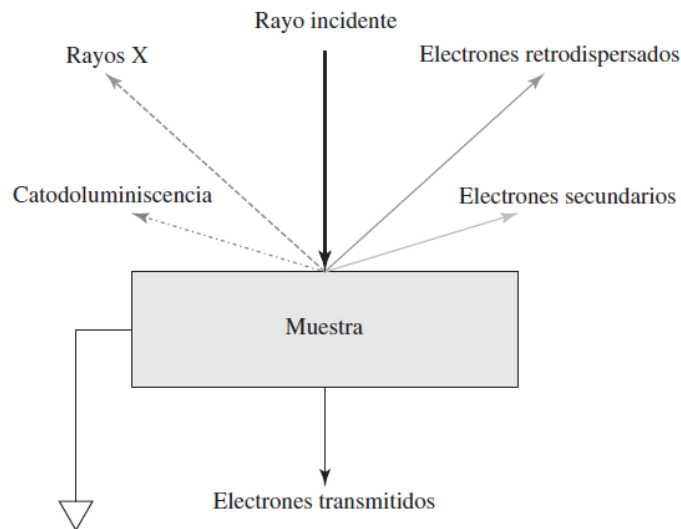 Rayo incidente
Rayos X
Electrones retrodispersados
Catodoluminiscencia
Electrones secundarios
Muestra
Electrones transmitidos